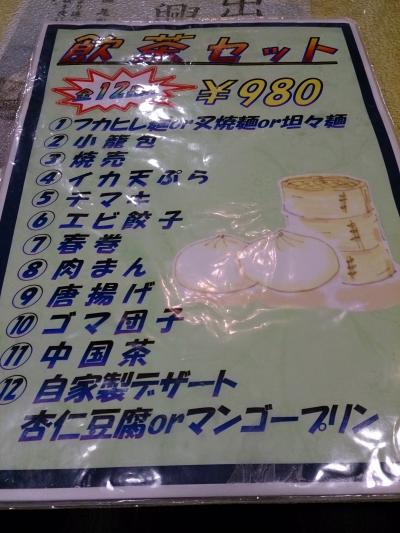 飲茶セット
全12
￥980
①フカヒレ麺or叉焼麺or坦々麺
②小籠包
③焼売
④イカ天ぷら
⑤チマキ
⑥エビ餃子
⑦春巻
⑧肉まん
⑨唐揚げ
⑩ゴマ団子
⑪中国茶
⑫自家製デザート
杏仁豆腐orマンゴープリン